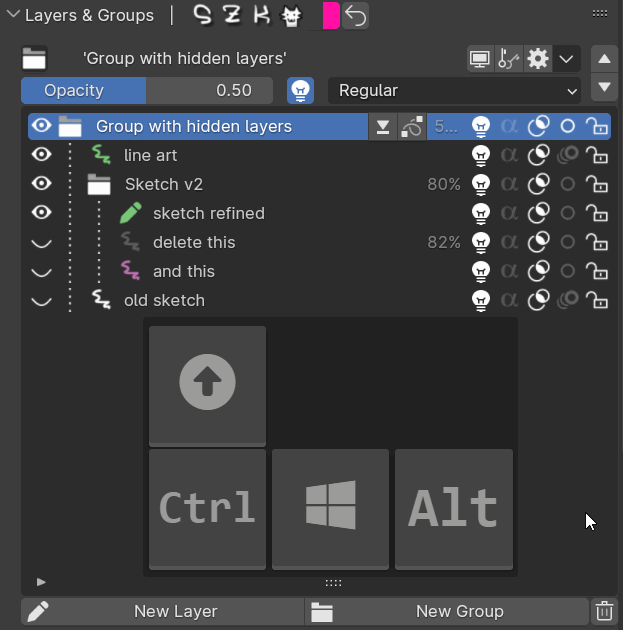 Layers & Groups
'Group with hidden layers'
Opacity 0.50 Regular
Group with hidden layers 5...
line art
Sketch v2 80%
sketch refined
delete this 82%
and this
old sketch
Ctrl Alt
New Layer New Group